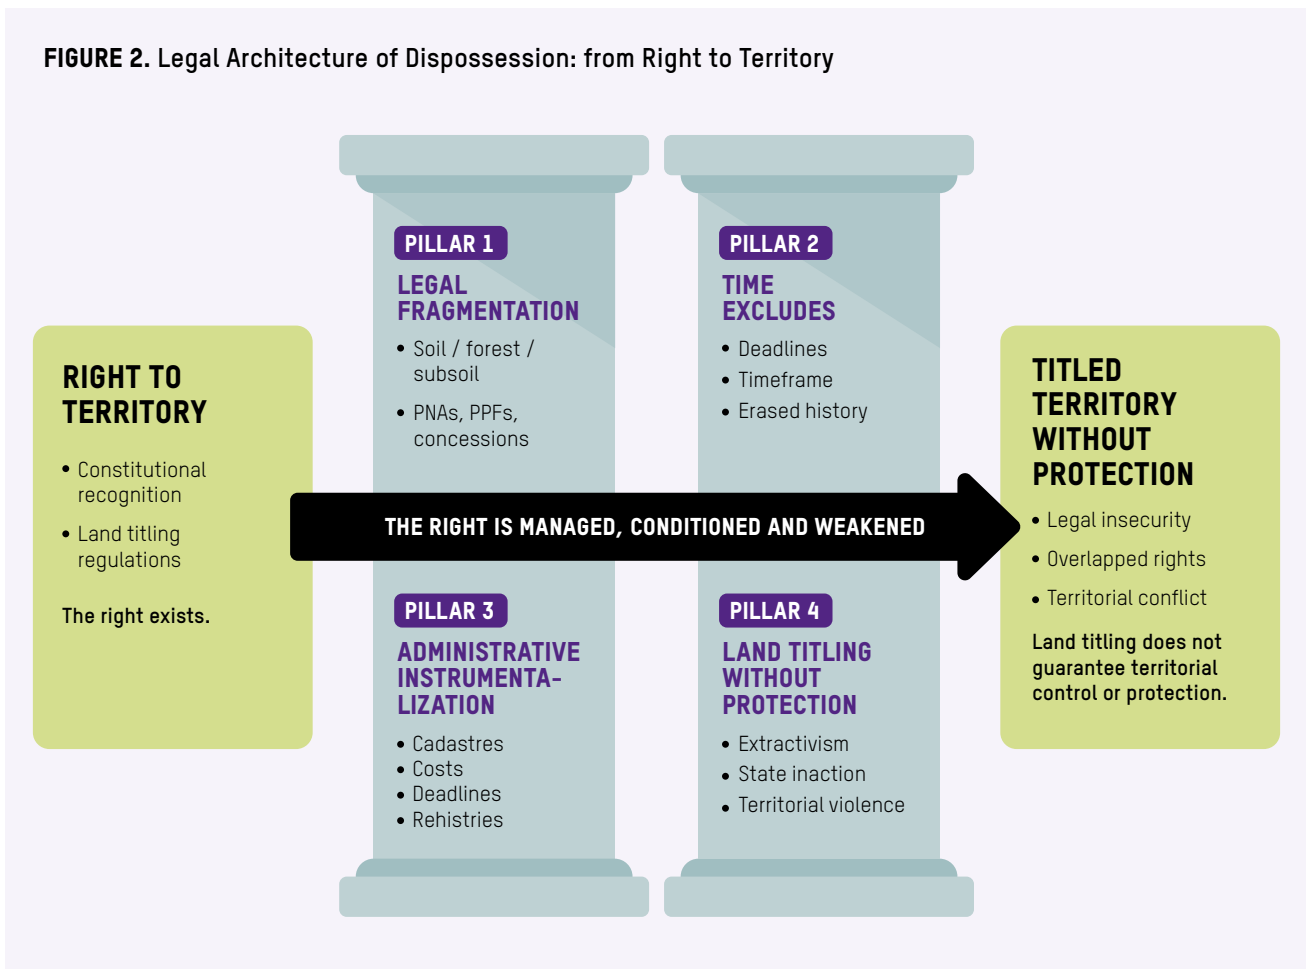 FIGURE 2. Legal Architecture of Dispossession: from Right to Territory
RIGHT TO
TERRITORY
• Constitutional
recognition
• Land titling
regulations
The right exists.
PILLAR 1
LEGAL
FRAGMENTATION
• Soil / forest /
subsoil
• PNAs, PPFs,
concessions
PILLAR 2
TIME
EXCLUDES
• Deadlines
• Timeframe
• Erased history
THE RIGHT IS MANAGED, CONDITIONED AND WEAKENED
PILLAR 3
ADMINISTRATIVE
INSTRUMENTA-
LIZATION
• Cadastres
• Costs
• Deadlines
• Rehistries
PILLAR 4
LAND TITLING
WITHOUT
PROTECTION
• Extractivism
• State inaction
• Territorial violence
TITLED
TERRITORY
WITHOUT
PROTECTION
• Legal insecurity
• Overlapped rights
• Territorial conflict
Land titling does not
guarantee territorial
control or protection.